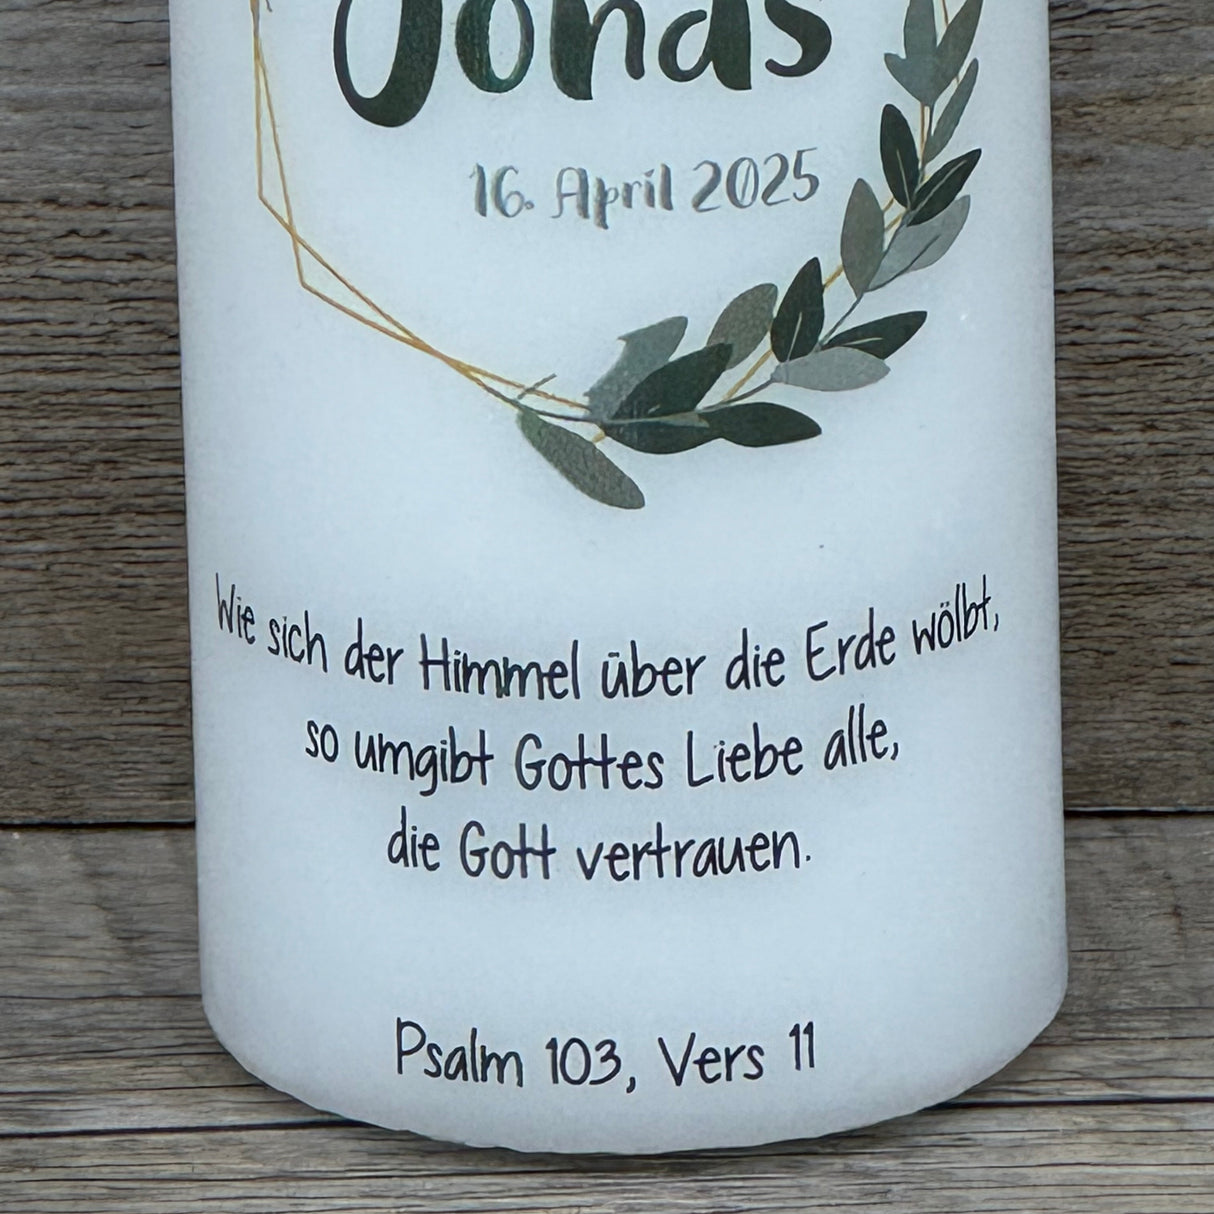 Jonas
16. April 2025
Wie sich der Himmel über die Erde wölbt,
so umgibt Gottes Liebe alle,
die Gott vertrauen.
Psalm 103, Vers 11